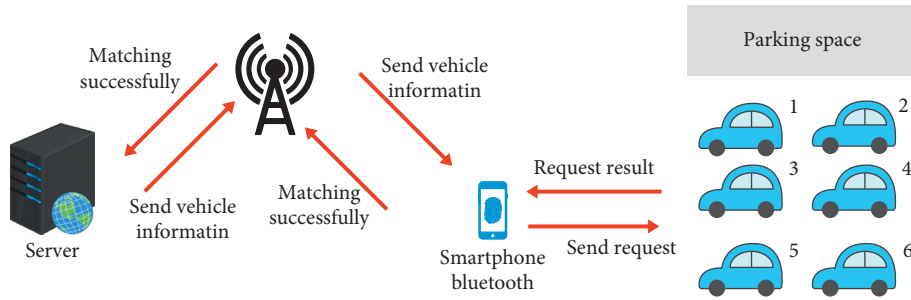 Matching
successfully
Send vehicle
informatin
Parking space
1
2
Request result
3
4
Send vehicle
informatin
Matching
successfully
Send request
Server
Smartphone
bluetooth
5
6